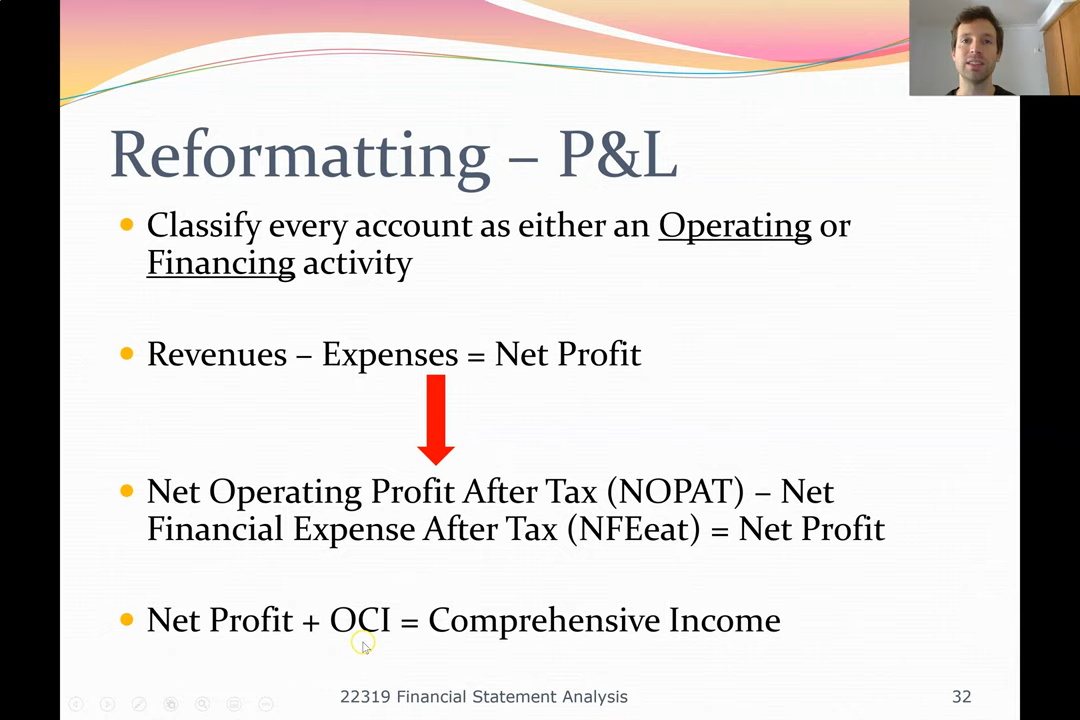 Reformatting – P&L
• Classify every account as either an Operating or
Financing activity
• Revenues – Expenses = Net Profit
• Net Operating Profit After Tax (NOPAT) – Net
Financial Expense After Tax (NFEeat) = Net Profit
• Net Profit + OCI = Comprehensive Income
22319 Financial Statement Analysis
32